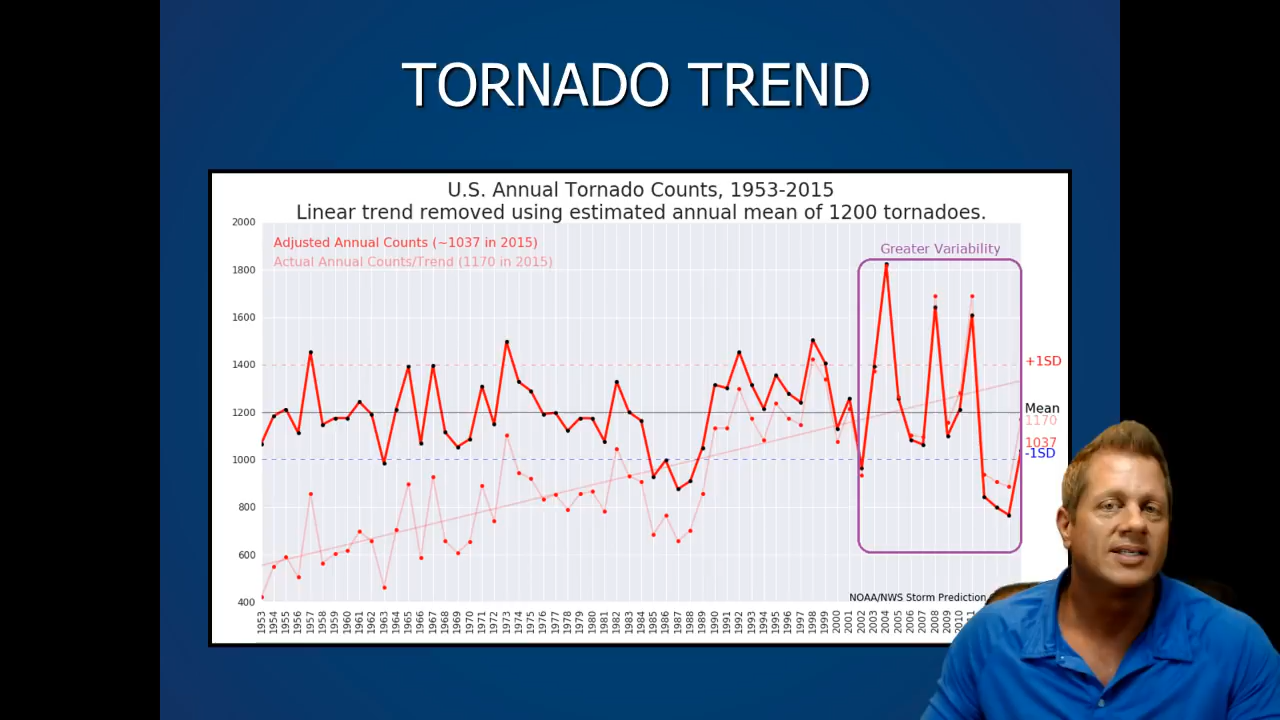 TORNADO TREND
U.S. Annual Tornado Counts, 1953-2015
Linear trend removed using estimated annual mean of 1200 tornadoes.
2000
Adjusted Annual Counts (~1037 in 2015)
Greater Variability
Actual Annual Counts/Trend (1170 in 2015)
1800
1600
1400
+1SD
1200
Mean
1170
1037
-1SD
1000
800
600
400
NOAA/NWS Storm Prediction
1953 1954 1955 1956 1957 1958 1959 1960 1961 1962 1963 1964 1965 1966 1967 1968 1969 1970 1971 1972 1973 1974 1975 1976 1977 1978 1979 1980 1981 1982 1983 1984 1985 1986 1987 1988 1989 1990 1991 1992 1993 1994 1995 1996 1997 1998 1999 2000 2001 2002 2003 2004 2005 2006 2007 2008 2009 2010 2011